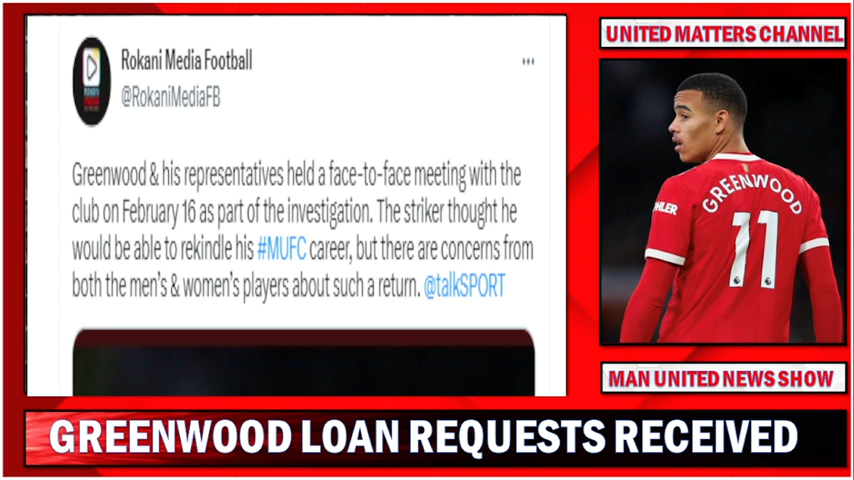 Rokani Media Football
@RokaniMediaFB
Greenwood & his representatives held a face-to-face meeting with the
club on February 16 as part of the investigation. The striker thought he
would be able to rekindle his #MUFC career, but there are concerns from
both the men's & women's players about such a return. @talkSPORT
UNITED MATTERS CHANNEL
HLER
GREENWOOD
11
MAN UNITED NEWS SHOW
GREENWOOD LOAN REQUESTS RECEIVED